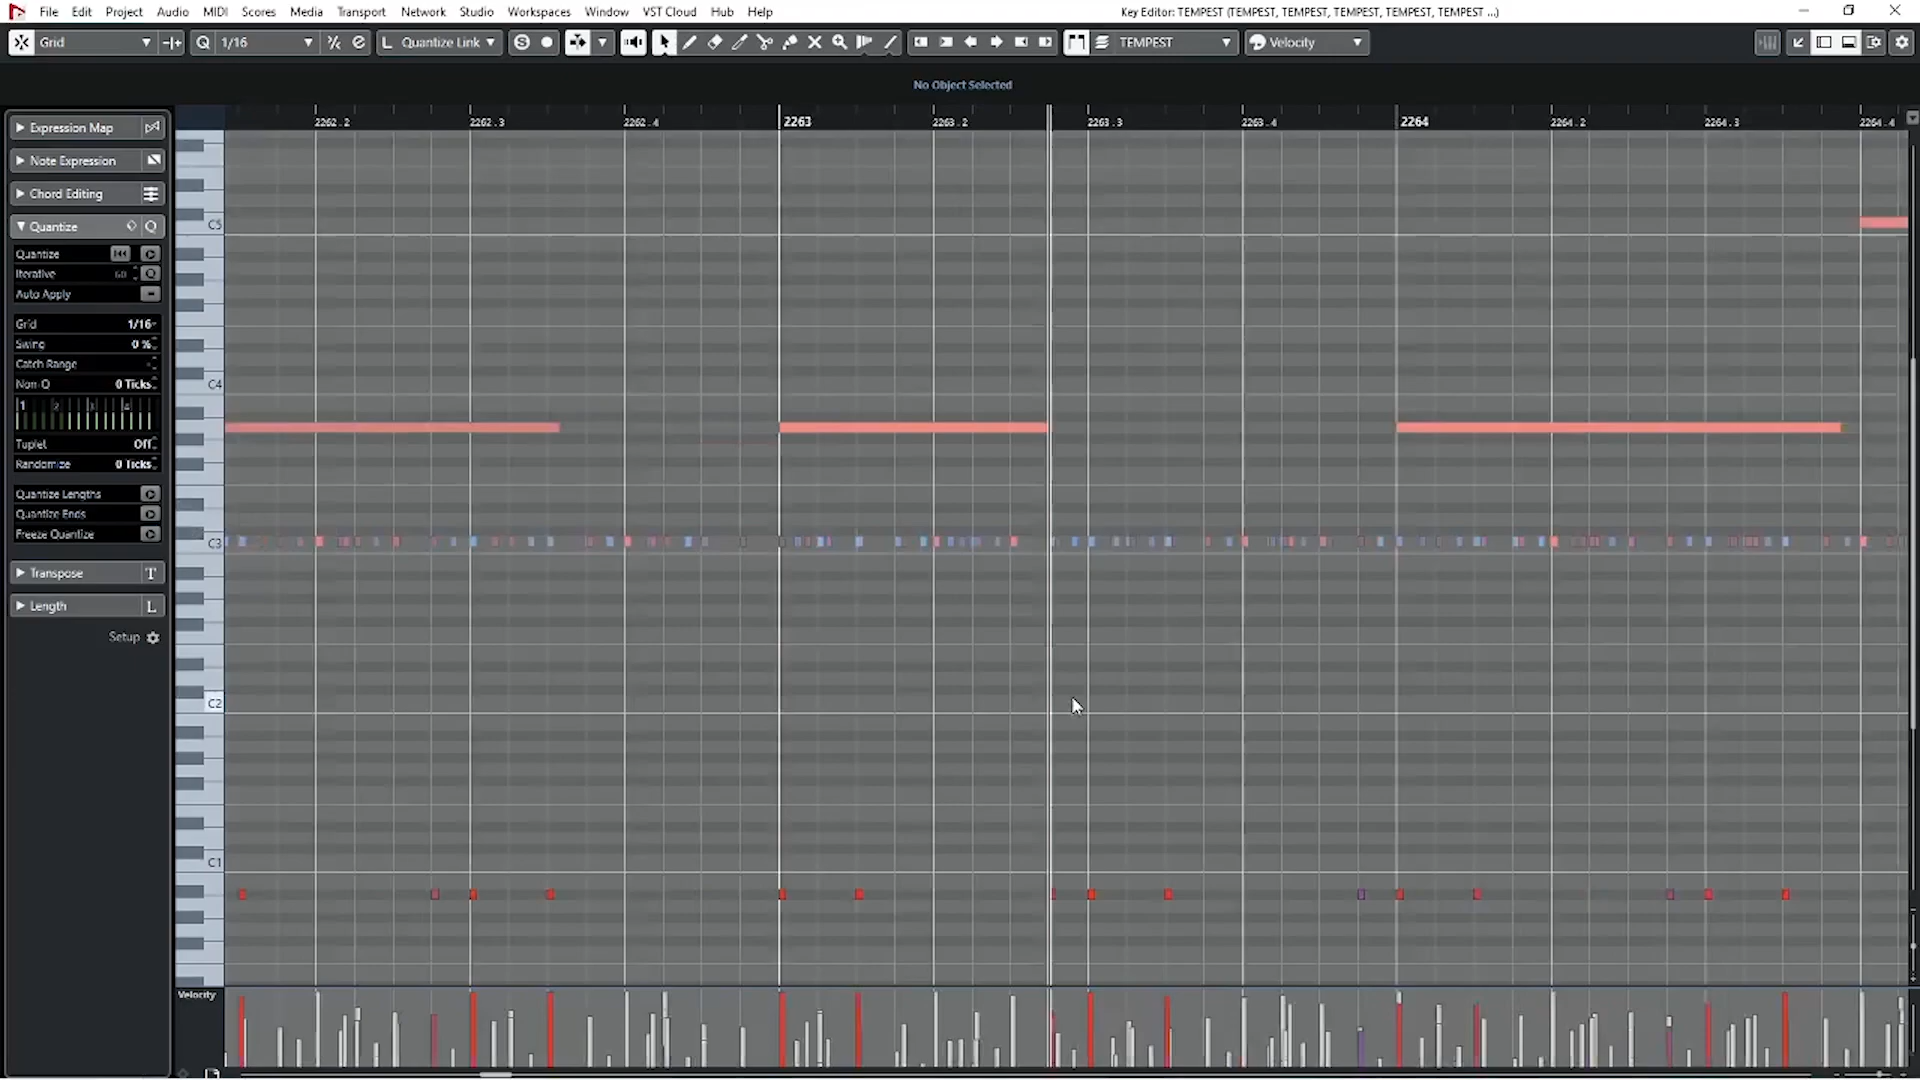 File Edit Project Audio MIDI Scores Media Transport Network Studio Workspaces Window VST Cloud Hub Help
Key Editor: TEMPEST (TEMPEST, TEMPEST, TEMPEST, TEMPEST, TEMPEST ...)
Grid Q 1/16 L Quantize Link TEMPEST Velocity
No Object Selected
2262.2 2262.3 2262.4 2263 2263.2 2263.3 2263.4 2264 2264.2 2264.3 2264.4
Expression Map
Note Expression
Chord Editing
Quantize Q
Quantize
Iterative 60 Q
Auto Apply
Grid 1/16
Swing 0 %
Catch Range
Non-Q 0 Ticks
1 2 3 4
Tuplet Off
Randomize 0 Ticks
Quantize Lengths
Quantize Ends
Freeze Quantize
Transpose T
Length L
Setup
C5
C4
C3
C2
C1
Velocity